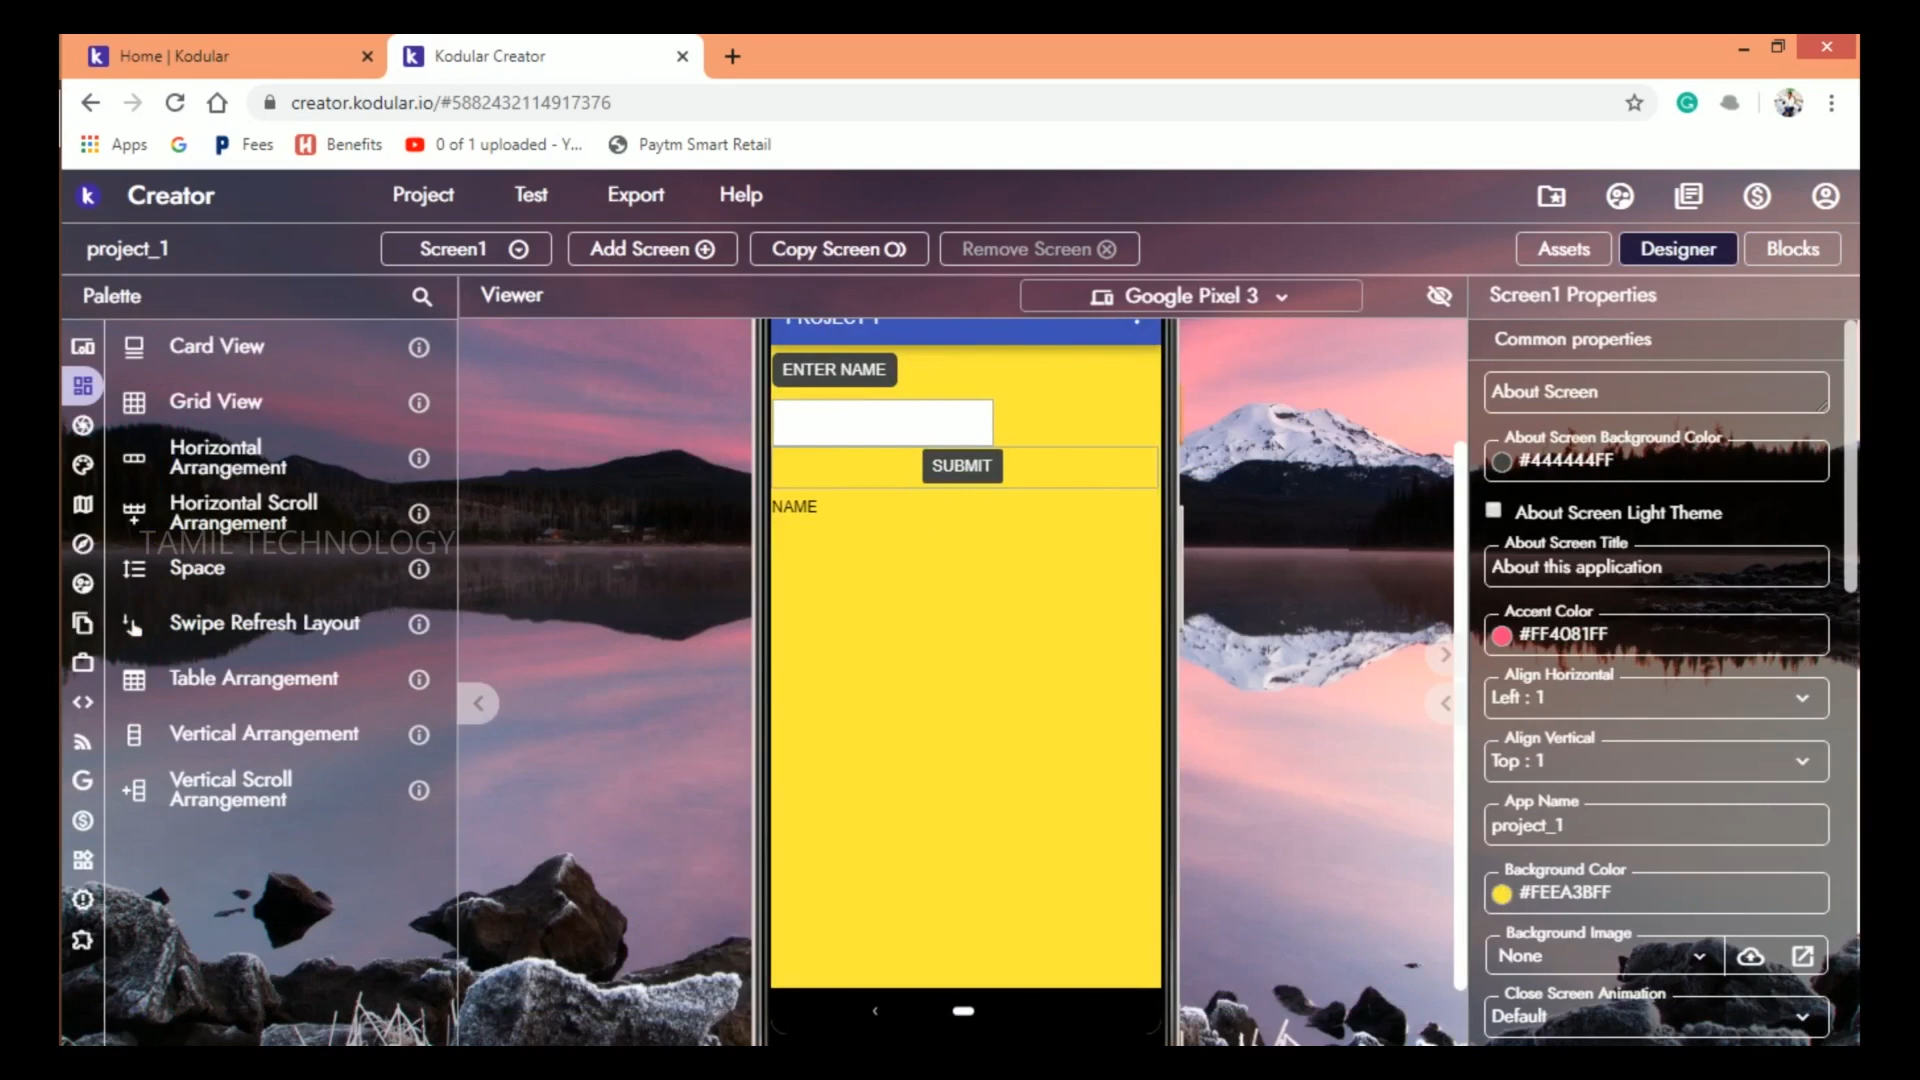 Home | Kodular
Kodular Creator
creator.kodular.io/#5882432114917376
Apps
Fees
Benefits
0 of 1 uploaded - Y...
Paytm Smart Retail
Creator
Project
Test
Export
Help
project_1
Screen1
Add Screen
Copy Screen
Remove Screen
Assets
Designer
Blocks
Palette
Viewer
Google Pixel 3
Screen1 Properties
Card View
Grid View
Horizontal
Arrangement
Horizontal Scroll
Arrangement
TAMIL TECHNOLOGY
Space
Swipe Refresh Layout
Table Arrangement
Vertical Arrangement
Vertical Scroll
Arrangement
PROJECT 1
ENTER NAME
SUBMIT
NAME
Common properties
About Screen
About Screen Background Color
#444444FF
About Screen Light Theme
About Screen Title
About this application
Accent Color
#FF4081FF
Align Horizontal
Left : 1
Align Vertical
Top : 1
App Name
project_1
Background Color
#FEEA3BFF
Background Image
None
Close Screen Animation
Default